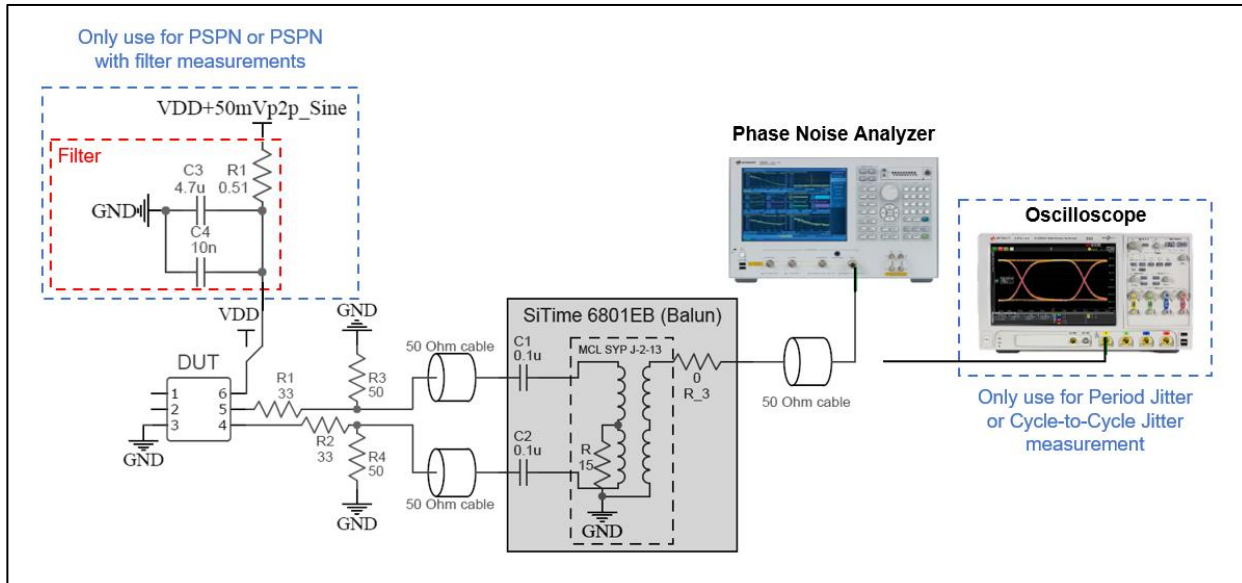 Only use for PSPN or PSPN
with filter measurements
VDD+50mVp2p_Sine
Filter
C3
4.7u
R1
0.51
GND
C4
10n
VDD
DUT
1
2
3
6
5
4
GND
R1
33
R2
33
GND
R3
50
R4
50
GND
50 Ohm cable
50 Ohm cable
SiTime 6801EB (Balun)
C1
0.1u
C2
0.1u
MCL SYP J-2-13
R
15
GND
0
R_3
50 Ohm cable
Phase Noise Analyzer
Oscilloscope
Only use for Period Jitter
or Cycle-to-Cycle Jitter
measurement